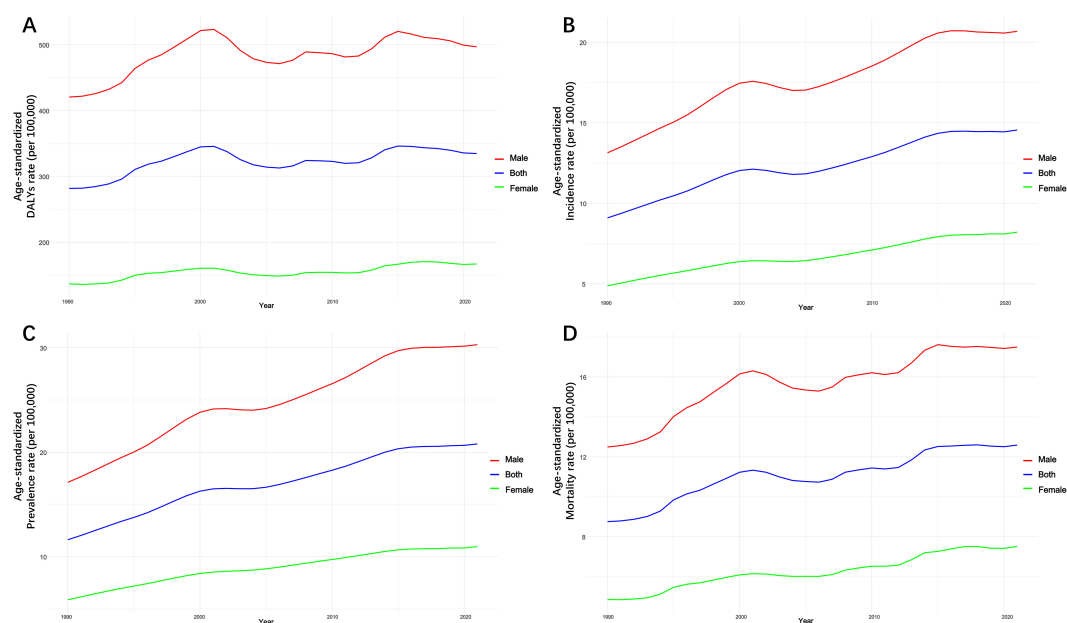 A
Age-standardized
DALYs rate (per 100,000)
500
400
300
200
1990
2000
2010
2020
Year
Male
Both
Female
B
Age-standardized
Incidence rate (per 100,000)
20
15
10
5
1990
2000
2010
2020
Year
Male
Both
Female
C
Age-standardized
Prevalence rate (per 100,000)
30
20
10
1990
2000
2010
2020
Year
Male
Both
Female
D
Age-standardized
Mortality rate (per 100,000)
16
12
8
1990
2000
2010
2020
Year
Male
Both
Female